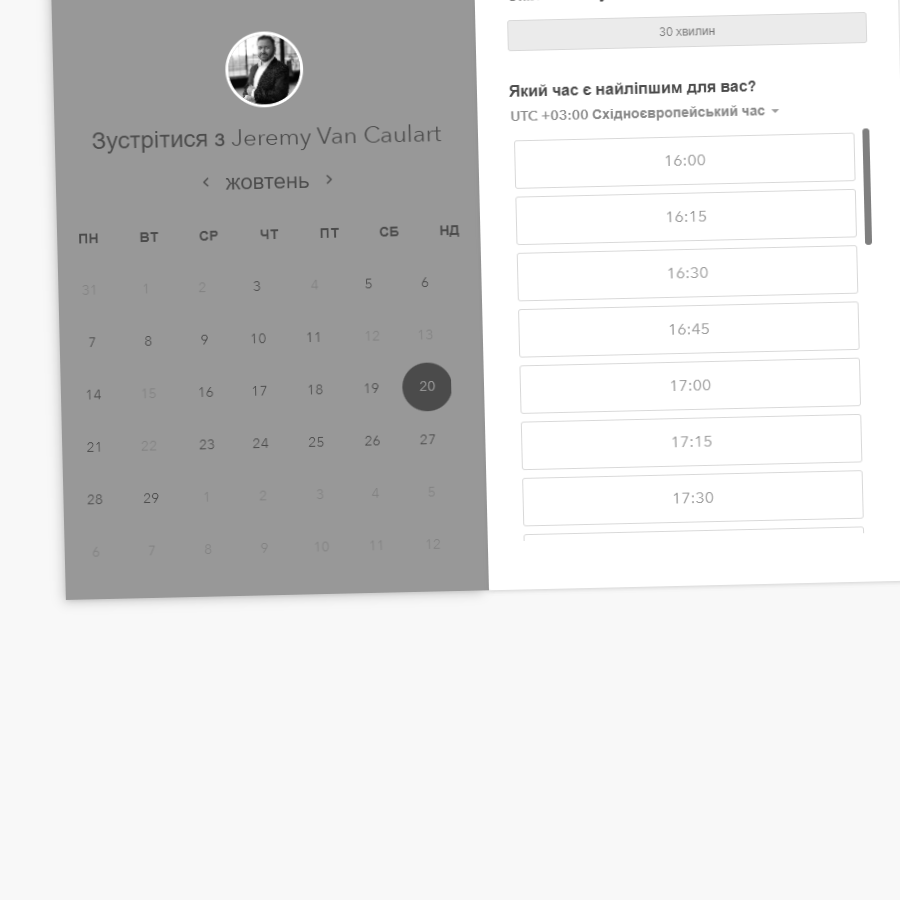 Зустрітися з Jeremy Van Caulart
жовтень
ПН ВТ СР ЧТ ПТ СБ НД
31 1 2 3 4 5 6
7 8 9 10 11 12 13
14 15 16 17 18 19 20
21 22 23 24 25 26 27
28 29 1 2 3 4 5
6 7 8 9 10 11 12
30 хвилин
Який час є найліпшим для вас?
UTC +03:00 Східноєвропейський час
16:00
16:15
16:30
16:45
17:00
17:15
17:30